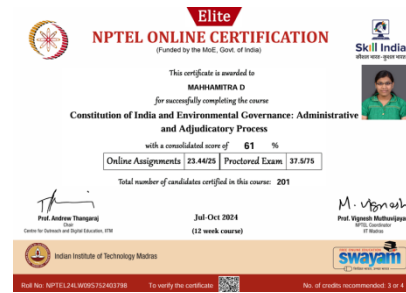 Elite
NPTEL ONLINE CERTIFICATION
(Funded by the MoE, Govt. of India)
Skill India
कौशल भारत - कुशल भारत
This certificate is awarded to
MAHHAMITRA D
for successfully completing the course
Constitution of India and Environmental Governance: Administrative
and Adjudicatory Process
with a consolidated score of 61 %
Online Assignments 23.44/25 Proctored Exam 37.5/75
Total number of candidates certified in this course: 201
Prof. Andrew Thangaraj
Chair
Centre for Outreach and Digital Education, IITM
Jul-Oct 2024
(12 week course)
M. Vignesh
Prof. Vignesh Muthuvijayan
NPTEL Coordinator
IIT Madras
Indian Institute of Technology Madras
swayam
Roll No: NPTEL24LW09S752403798
To verify the certificate
No. of credits recommended: 3 or 4